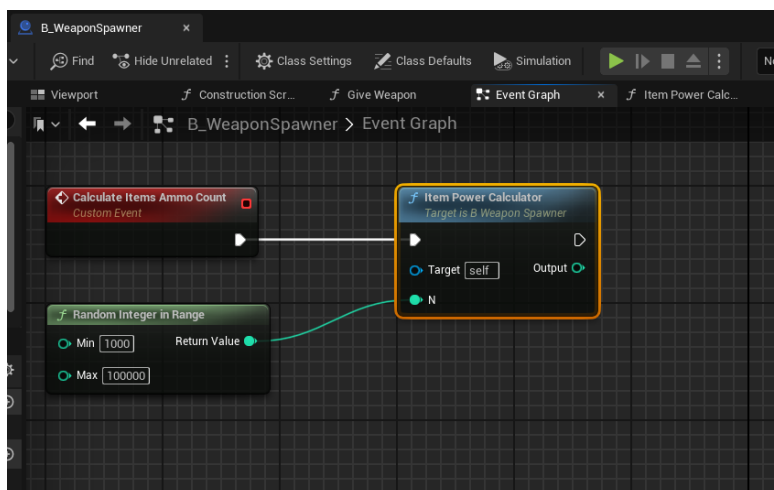 B_WeaponSpawner
Find
Hide Unrelated
Class Settings
Class Defaults
Simulation
Viewport
Construction Scr...
Give Weapon
Event Graph
Item Power Calc...
B_WeaponSpawner > Event Graph
Calculate Items Ammo Count
Custom Event
Item Power Calculator
Target is B Weapon Spawner
Target self
Output
N
Random Integer in Range
Min 1000
Return Value
Max 100000